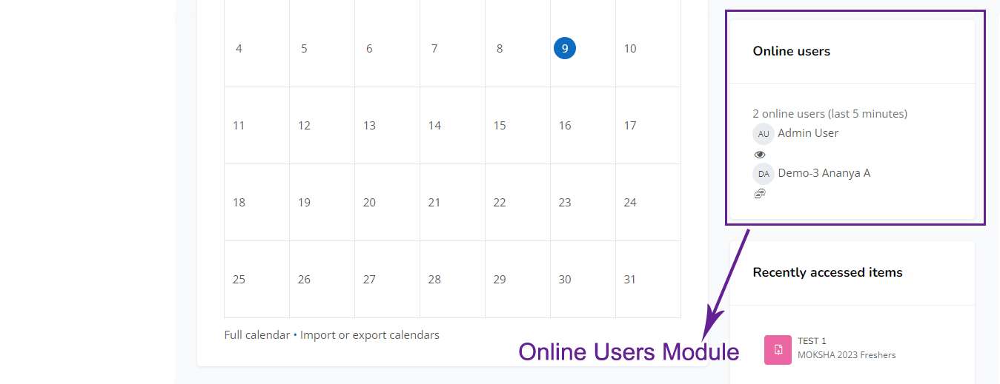 4 5 6 7 8 9 10
11 12 13 14 15 16 17
18 19 20 21 22 23 24
25 26 27 28 29 30 31
Full calendar • Import or export calendars
Online users
2 online users (last 5 minutes)
AU Admin User
DA Demo-3 Ananya A
Online Users Module
Recently accessed items
TEST 1
MOKSHA 2023 Freshers